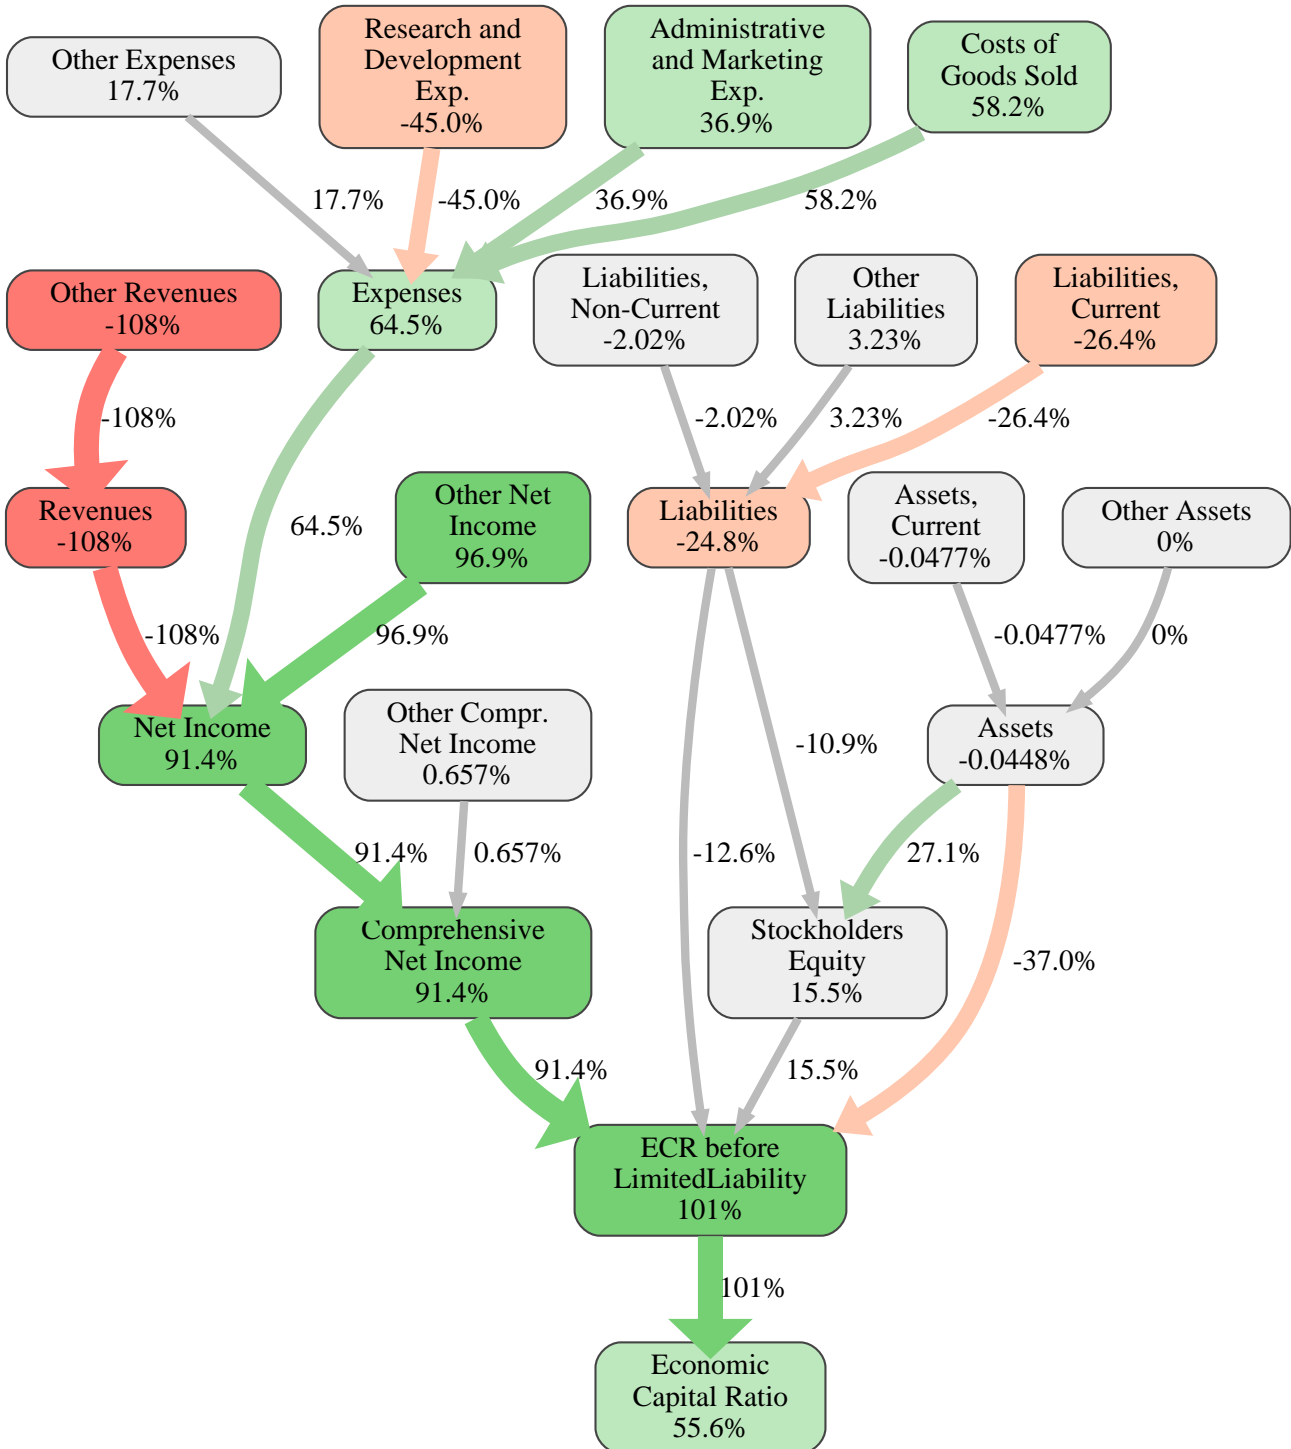 Other Expenses
17.7%
Research and
Development
Exp.
-45.0%
Administrative
and Marketing
Exp.
36.9%
Costs of
Goods Sold
58.2%
17.7%
-45.0%
36.9%
58.2%
Other Revenues
-108%
Expenses
64.5%
Liabilities,
Non-Current
-2.02%
Other
Liabilities
3.23%
Liabilities,
Current
-26.4%
-108%
-2.02%
3.23%
-26.4%
Revenues
-108%
64.5%
Other Net
Income
96.9%
Liabilities
-24.8%
Assets,
Current
-0.0477%
Other Assets
0%
-108%
96.9%
-0.0477%
0%
Net Income
91.4%
Other Compr.
Net Income
0.657%
-10.9%
Assets
-0.0448%
91.4%
0.657%
-12.6%
27.1%
Comprehensive
Net Income
91.4%
Stockholders
Equity
15.5%
-37.0%
91.4%
15.5%
ECR before
LimitedLiability
101%
101%
Economic
Capital Ratio
55.6%